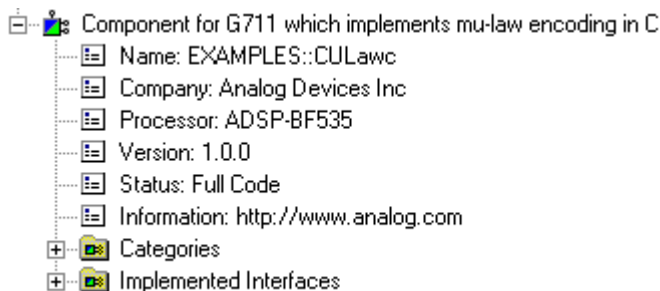 Component for G711 which implements mu-law encoding in C
Name: EXAMPLES::CULawc
Company: Analog Devices Inc
Processor: ADSP-BF535
Version: 1.0.0
Status: Full Code
Information: http://www.analog.com
Categories
Implemented Interfaces